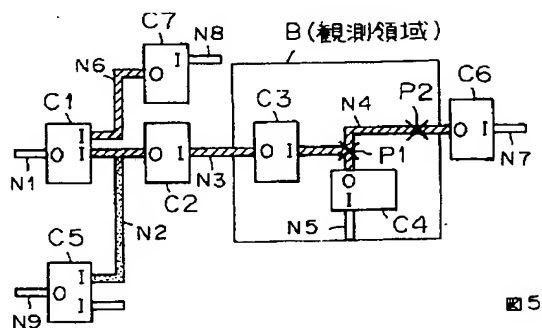 B(観測領域)
C7
I
N8
O
N6
C1
I
O
I
N1
C2
O
I
N3
C3
O
I
N4
P2
C6
O
I
N7
P1
O
I
C4
N5
N2
C5
I
O
I
N9
図5